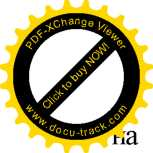 PDF-XChange Viewer
Click to buy NOW!
www.docu-track.com
на